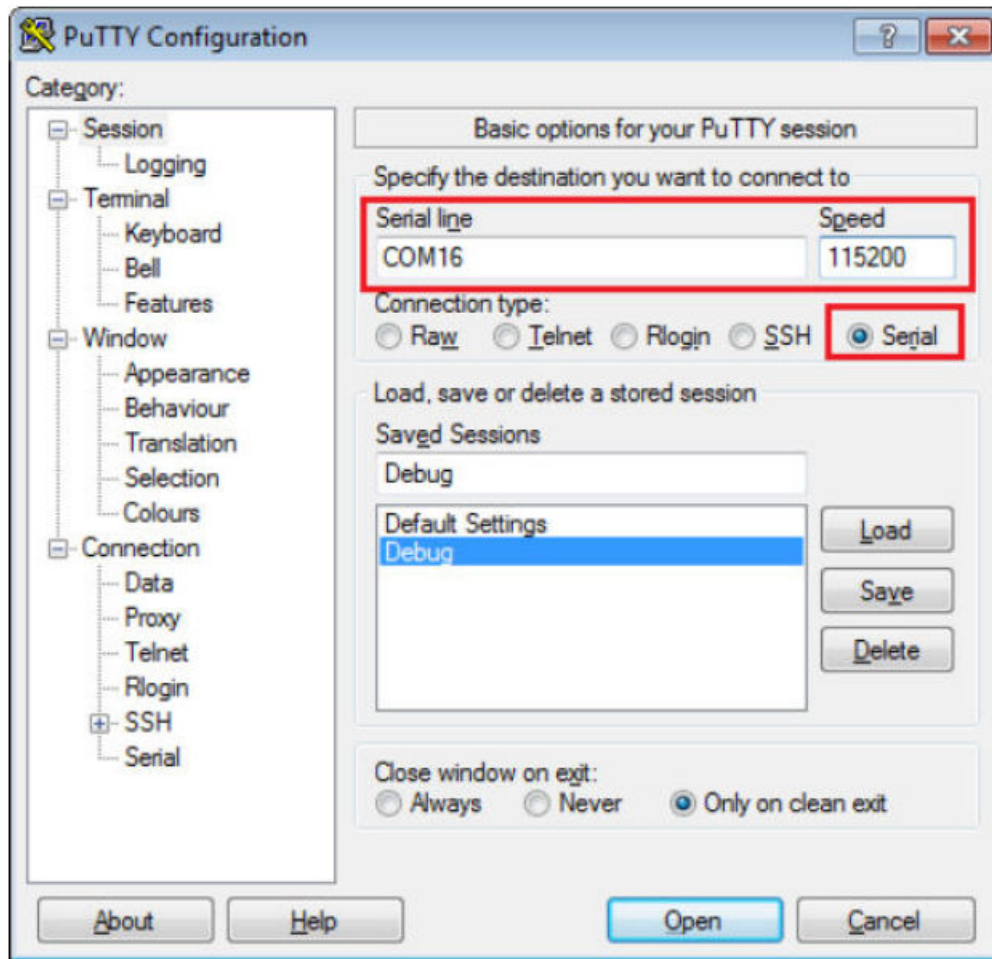 PuTTY Configuration
Category:
Session
Logging
Terminal
Keyboard
Bell
Features
Window
Appearance
Behaviour
Translation
Selection
Colours
Connection
Data
Proxy
Telnet
Rlogin
SSH
Serial
Basic options for your PuTTY session
Specify the destination you want to connect to
Serial line Speed
COM16 115200
Connection type:
Raw Telnet Rlogin SSH Serial
Load, save or delete a stored session
Saved Sessions
Debug
Default Settings
Debug
Load
Save
Delete
Close window on exit:
Always Never Only on clean exit
About Help Open Cancel